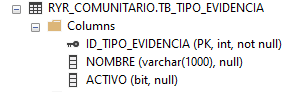 RYR_COMUNITARIO.TB_TIPO_EVIDENCIA
Columns
ID_TIPO_EVIDENCIA (PK, int, not null)
NOMBRE (varchar(1000), null)
ACTIVO (bit, null)